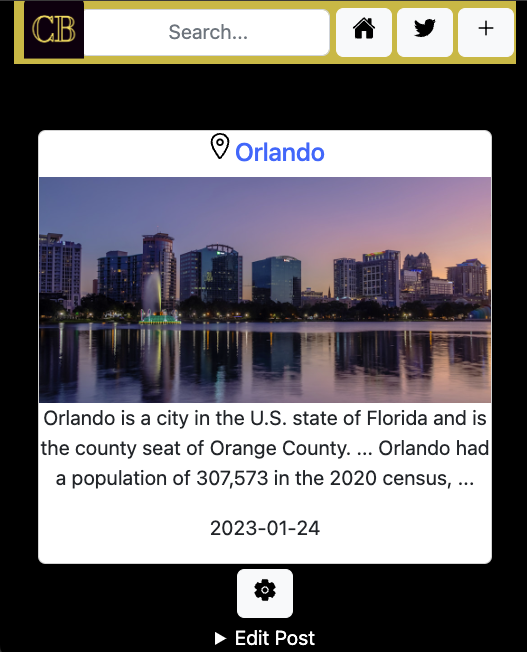 CB Search...
Orlando
Orlando is a city in the U.S. state of Florida and is
the county seat of Orange County. ... Orlando had
a population of 307,573 in the 2020 census, ...
2023-01-24
Edit Post